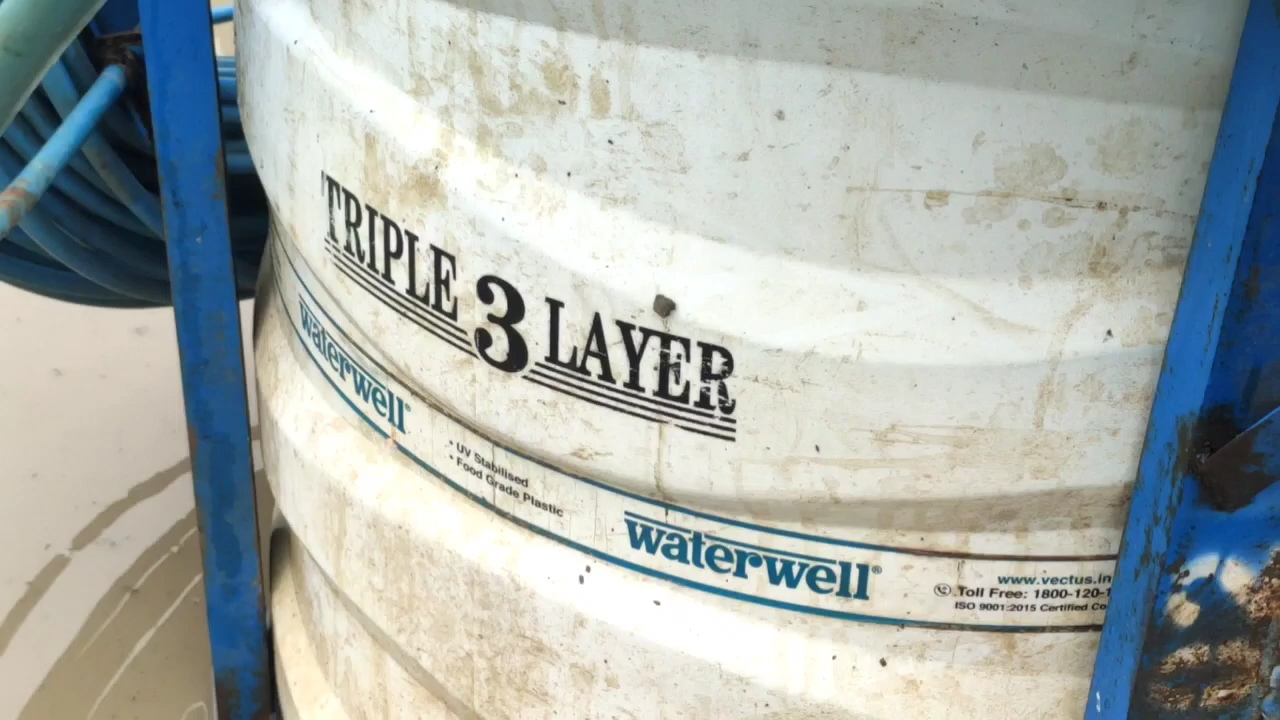 TRIPLE 3 LAYER
waterwell®
• UV Stabilised
• Food Grade Plastic
waterwell®
www.vectus.in
Toll Free: 1800-120-1
ISO 9001:2015 Certified Co